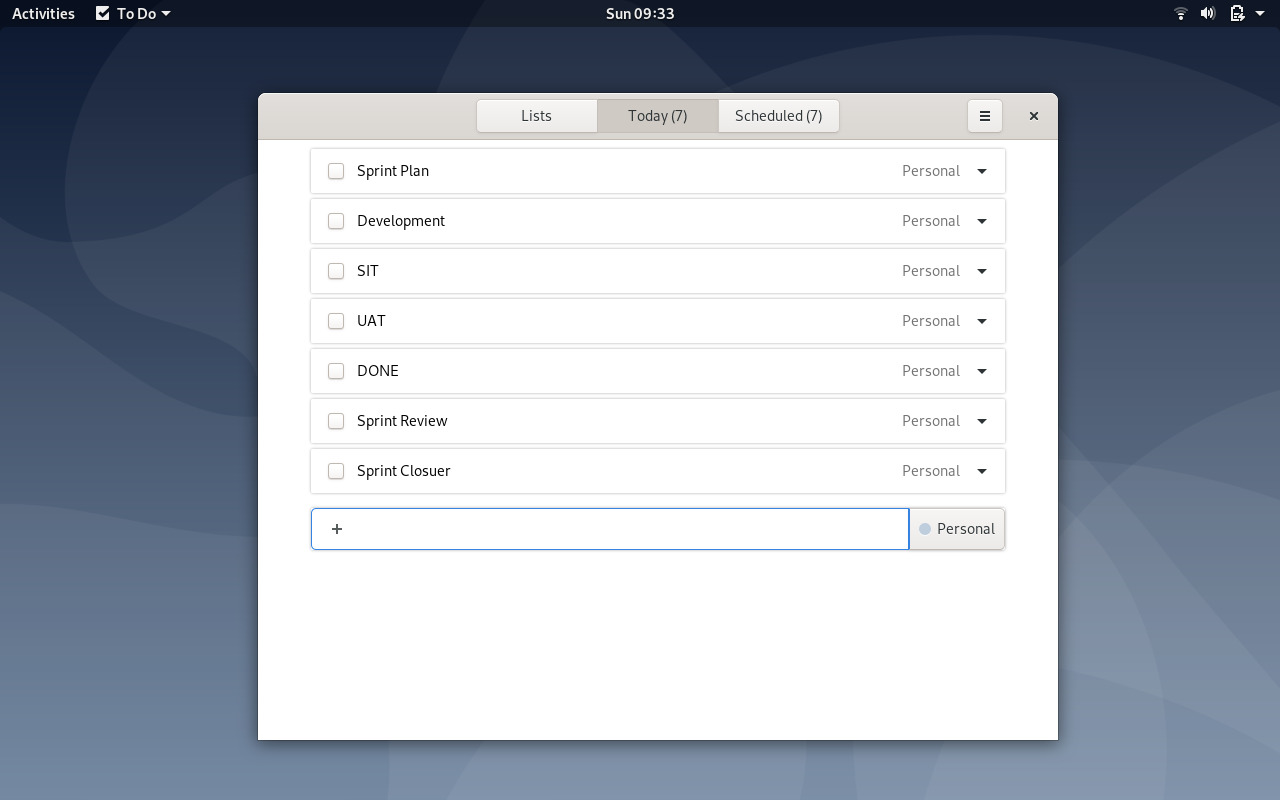 Activities To Do Sun 09:33
Lists Today (7) Scheduled (7)
Sprint Plan Personal
Development Personal
SIT Personal
UAT Personal
DONE Personal
Sprint Review Personal
Sprint Closuer Personal
+ Personal